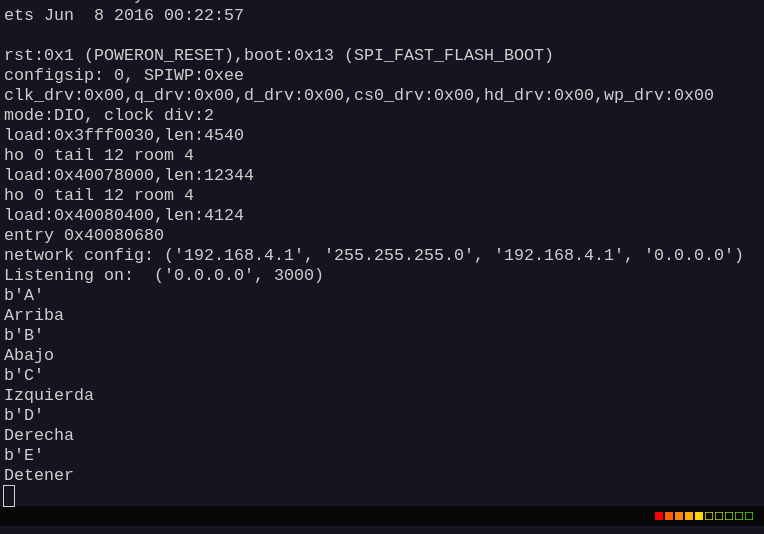 ets Jun  8 2016 00:22:57
rst:0x1 (POWERON_RESET),boot:0x13 (SPI_FAST_FLASH_BOOT)
configsip: 0, SPIWP:0xee
clk_drv:0x00,q_drv:0x00,d_drv:0x00,cs0_drv:0x00,hd_drv:0x00,wp_drv:0x00
mode:DIO, clock div:2
load:0x3fff0030,len:4540
ho 0 tail 12 room 4
load:0x40078000,len:12344
ho 0 tail 12 room 4
load:0x40080400,len:4124
entry 0x40080680
network config: ('192.168.4.1', '255.255.255.0', '192.168.4.1', '0.0.0.0')
Listening on:  ('0.0.0.0', 3000)
b'A'
Arriba
b'B'
Abajo
b'C'
Izquierda
b'D'
Derecha
b'E'
Detener